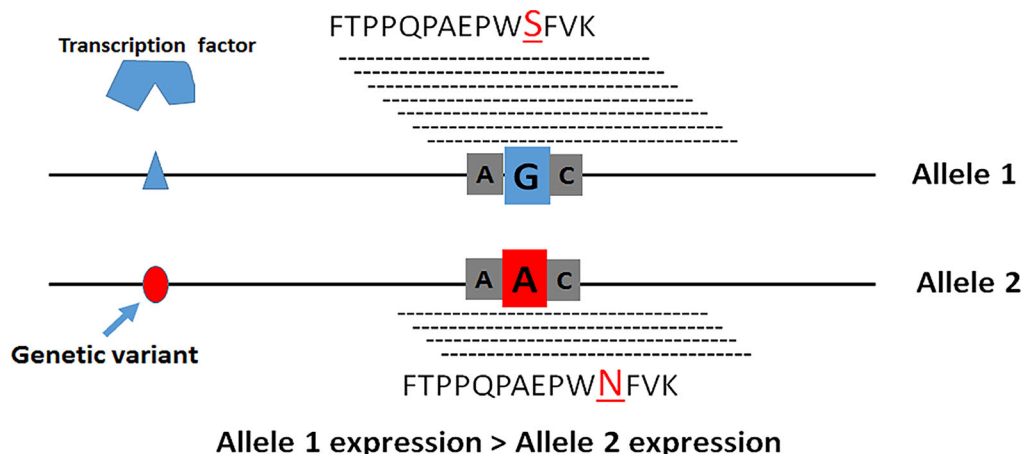 FTPPQPAEPWSFVK
Transcription factor
A G C
Allele 1
A A C
Allele 2
Genetic variant
FTPPQPAEPWNFVK
Allele 1 expression > Allele 2 expression